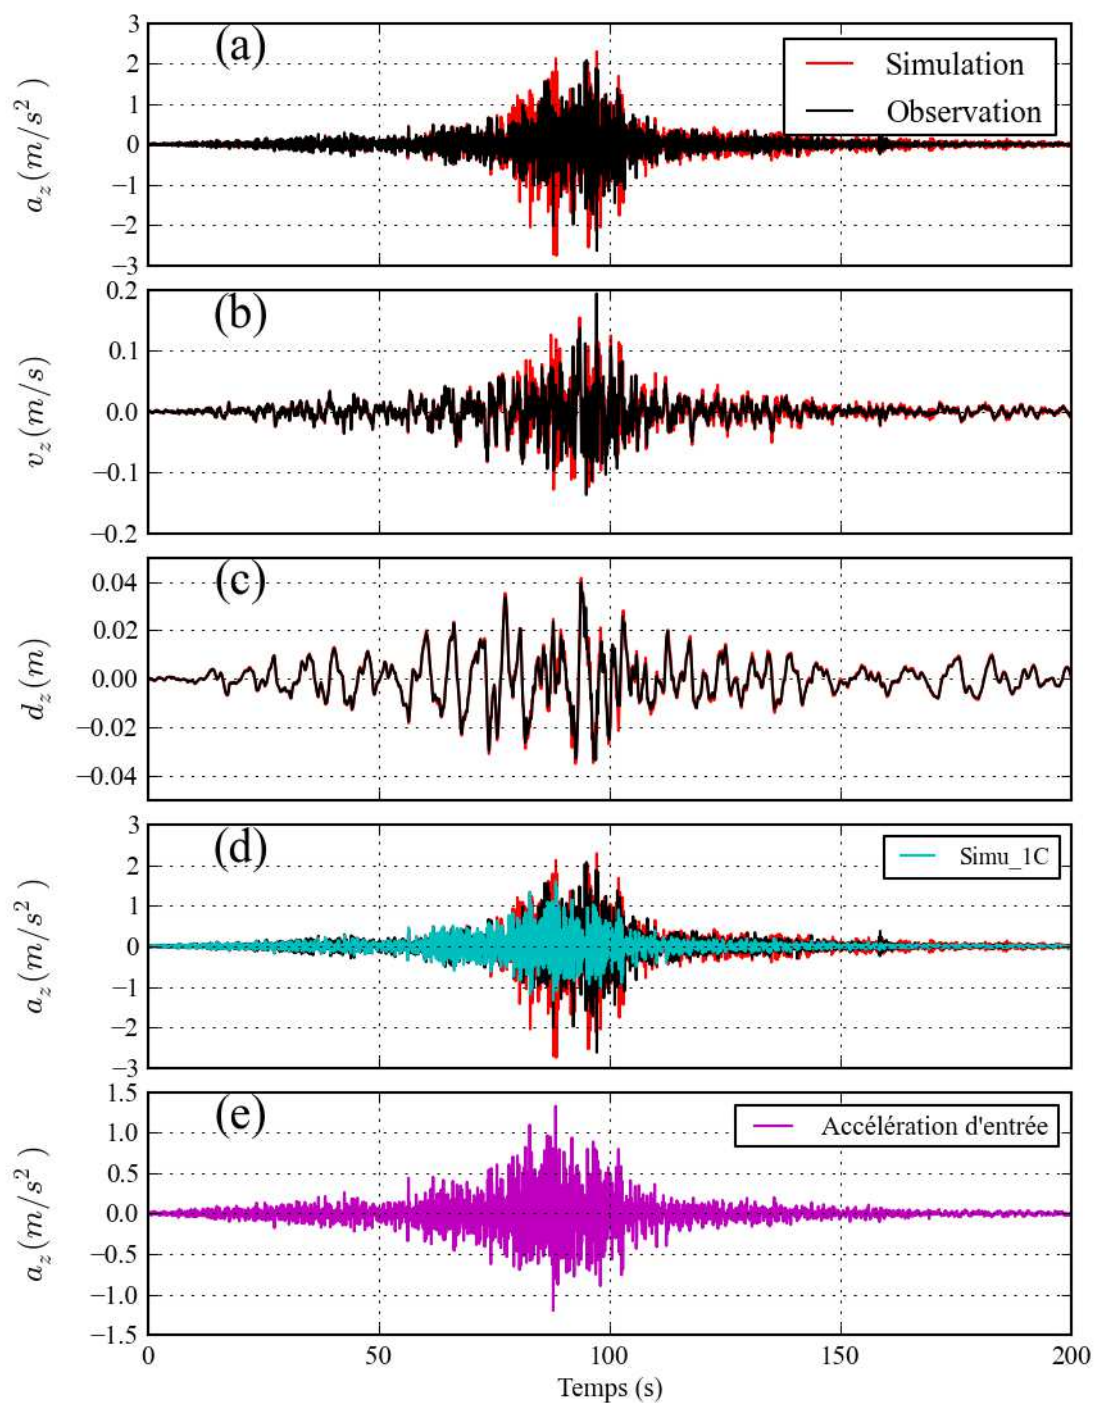 (a)
3
2
1
0
−1
−2
−3
a_z (m/s²)
Simulation
Observation
(b)
0.2
0.1
0.0
−0.1
−0.2
v_z (m/s)
(c)
0.04
0.02
0.00
−0.02
−0.04
d_z (m)
(d)
3
2
1
0
−1
−2
−3
a_z (m/s²)
Simu_1C
(e)
1.5
1.0
0.5
0.0
−0.5
−1.0
−1.5
a_z (m/s²)
Accélération d'entrée
0 50 100 150 200
Temps (s)